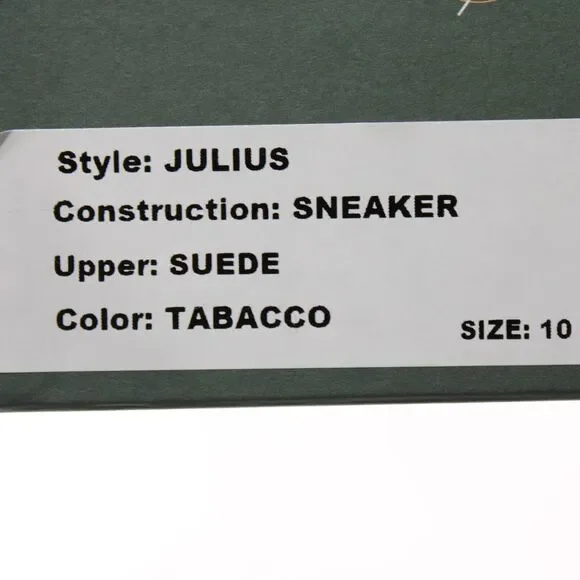 Style: JULIUS
Construction: SNEAKER
Upper: SUEDE
Color: TABACCO
SIZE: 10